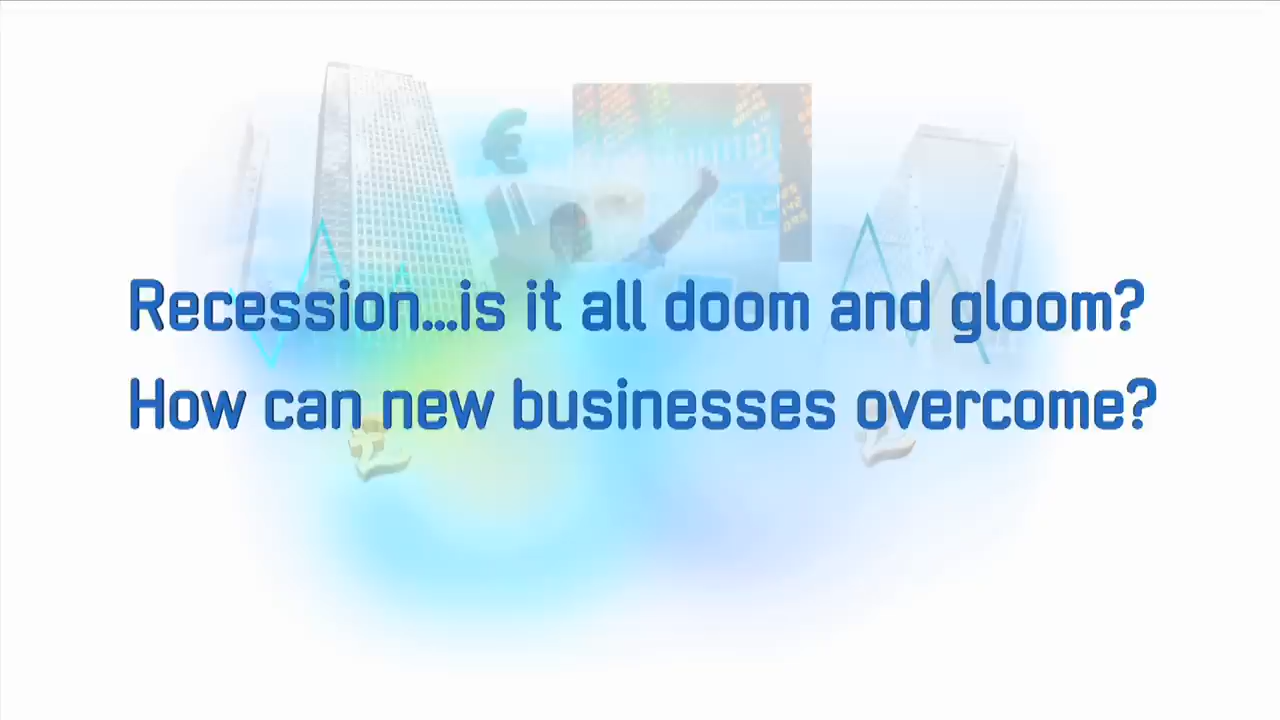 Recession...is it all doom and gloom?
How can new businesses overcome?